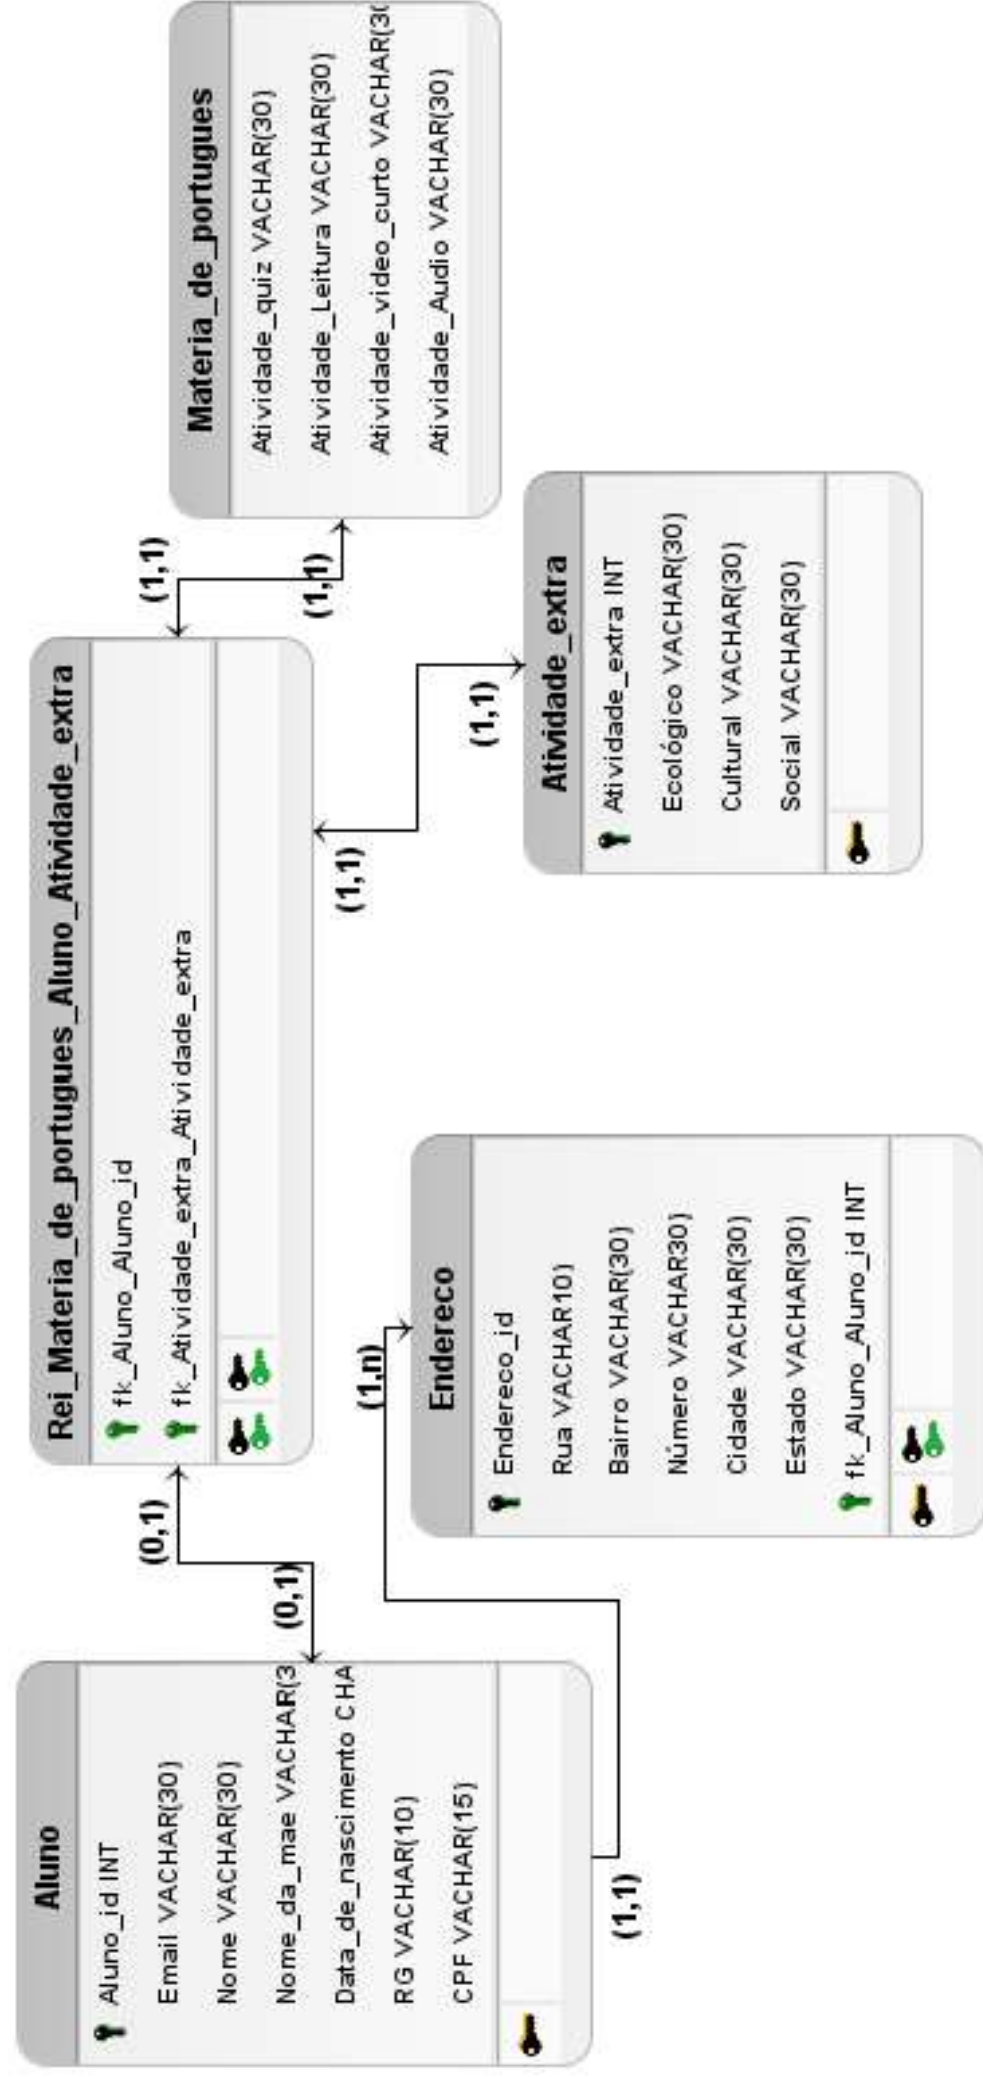 Aluno
Aluno_id INT
Email VACHAR(30)
Nome VACHAR(30)
Nome_da_mae VACHAR(3
Data_de_nascimento CHA
RG VACHAR(10)
CPF VACHAR(15)
(0,1)
(0,1)
(1,1)
(1,n)
Rei_Materia_de_portugues_Aluno_Atividade_extra
fk_Aluno_Aluno_id
fk_Atividade_extra_Atividade_extra
Endereco
Endereco_id
Rua VACHAR10)
Bairro VACHAR(30)
Número VACHAR30)
Cidade VACHAR(30)
Estado VACHAR(30)
fk_Aluno_Aluno_id INT
(1,1)
(1,1)
(1,1)
(1,1)
Materia_de_portugues
Atividade_quiz VACHAR(30)
Atividade_Leitura VACHAR(30)
Atividade_video_curto VACHAR(30
Atividade_Audio VACHAR(30)
Atividade_extra
Atividade_extra INT
Ecológico VACHAR(30)
Cultural VACHAR(30)
Social VACHAR(30)